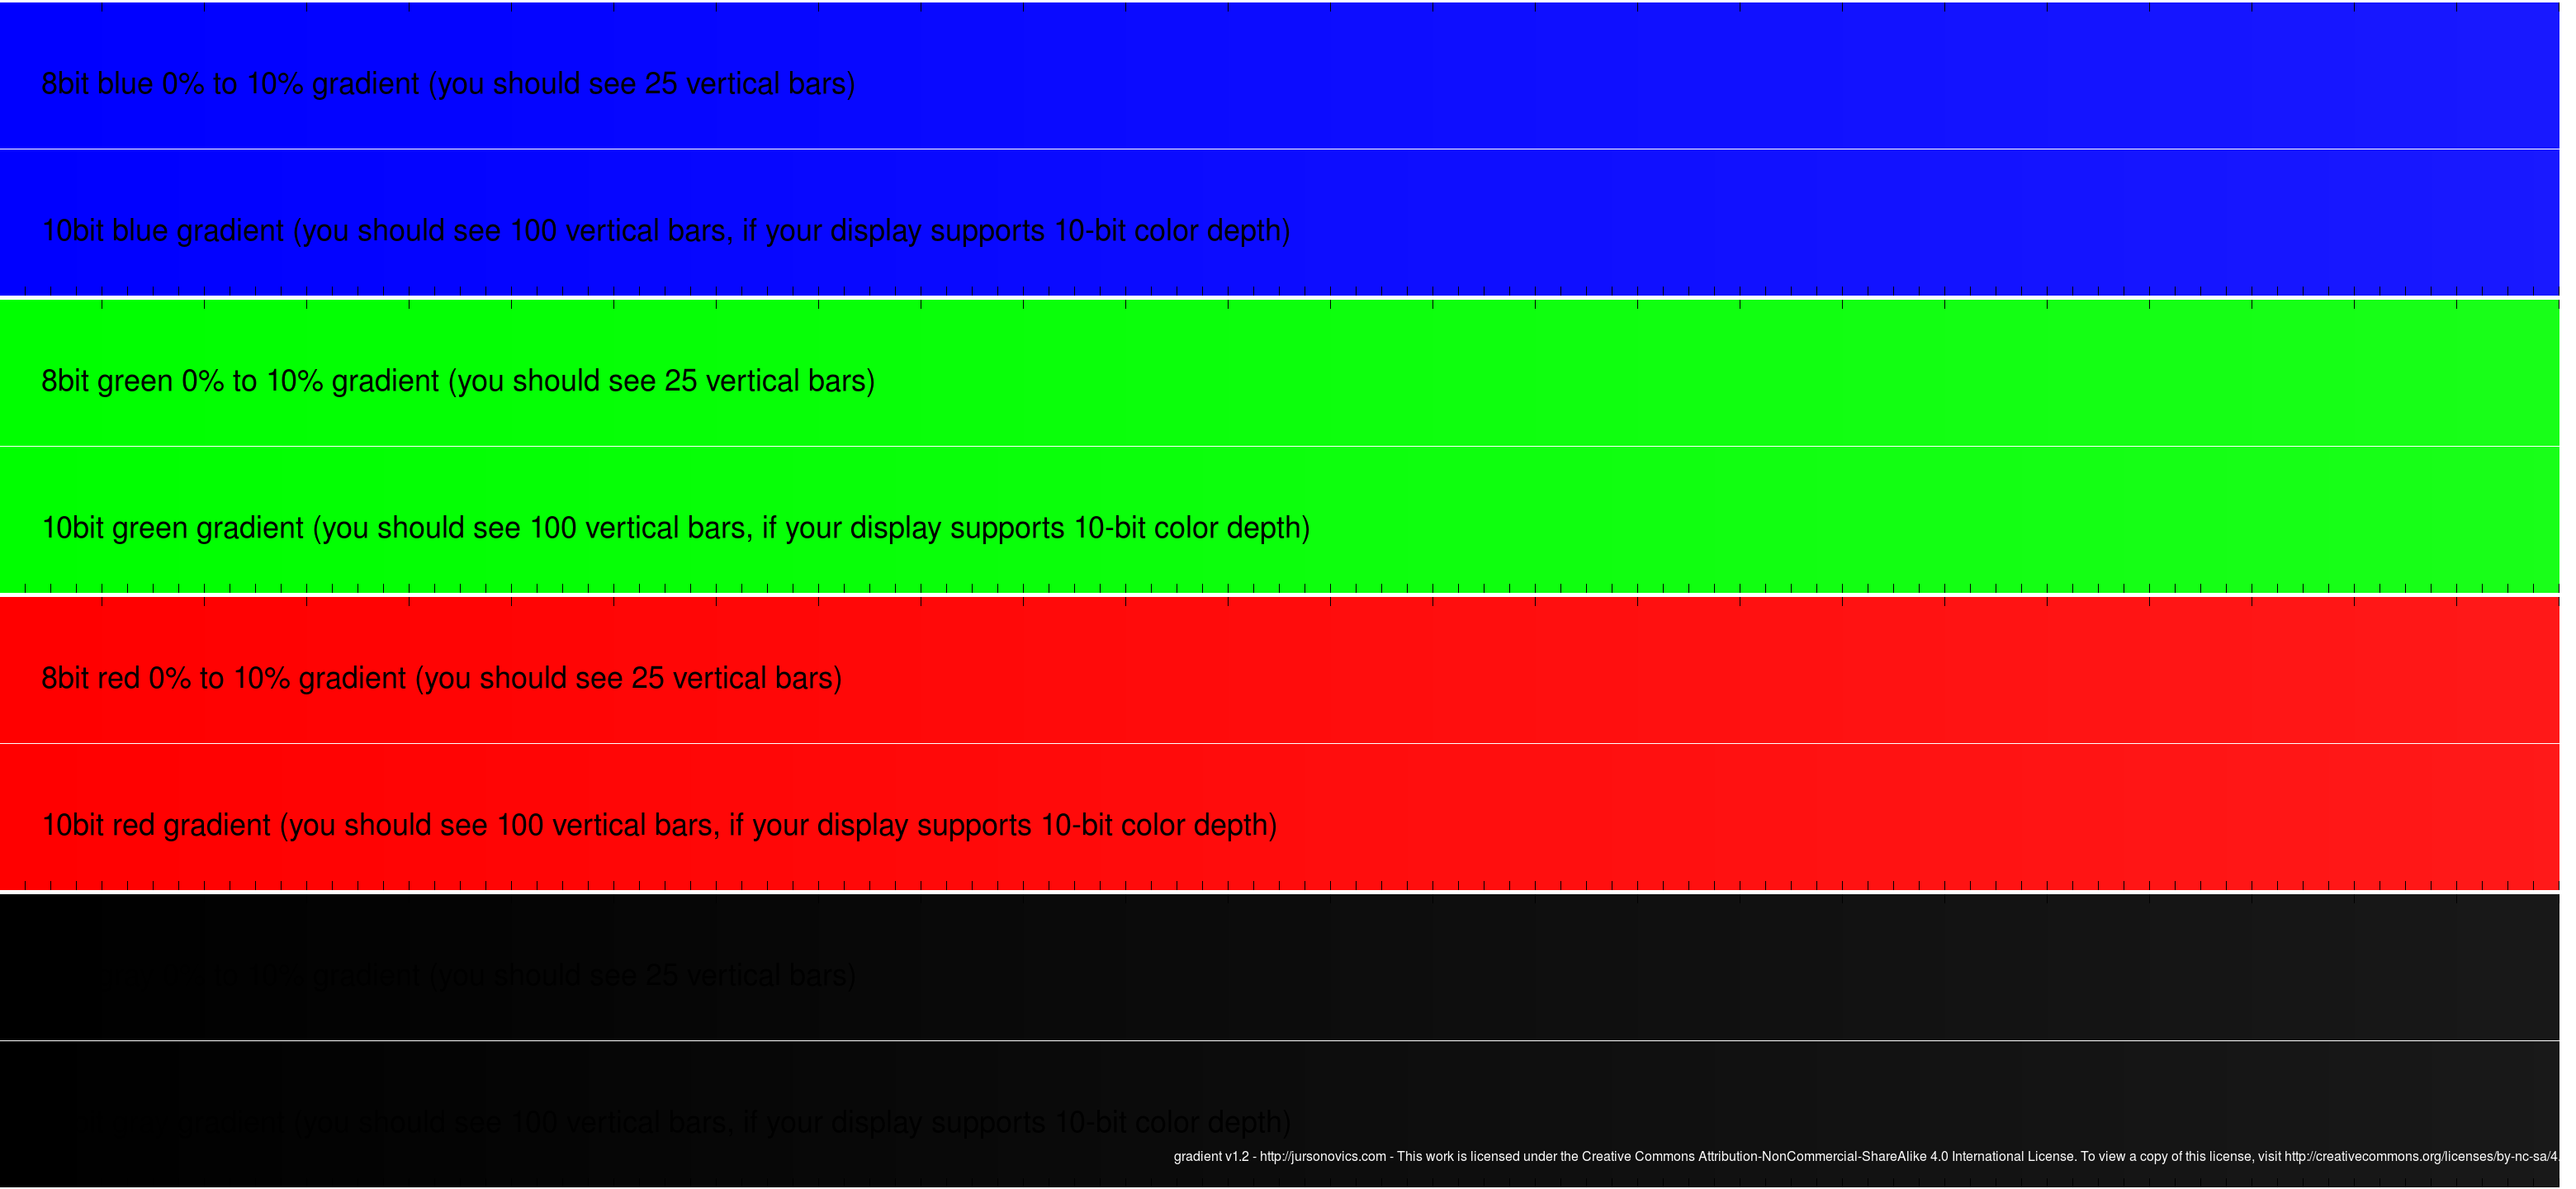 8bit blue 0% to 10% gradient (you should see 25 vertical bars)
10bit blue gradient (you should see 100 vertical bars, if your display supports 10-bit color depth)
8bit green 0% to 10% gradient (you should see 25 vertical bars)
10bit green gradient (you should see 100 vertical bars, if your display supports 10-bit color depth)
8bit red 0% to 10% gradient (you should see 25 vertical bars)
10bit red gradient (you should see 100 vertical bars, if your display supports 10-bit color depth)
to 10% gradient (you should see 25 vertical bars)
gradient (you should see 100 vertical bars, if your display supports 10-bit color depth)
gradient v1.2 - http://jursonovics.com - This work is licensed under the Creative Commons Attribution-NonCommercial-ShareAlike 4.0 International License. To view a copy of this license, visit http://creativecommons.org/licenses/by-nc-sa/4.